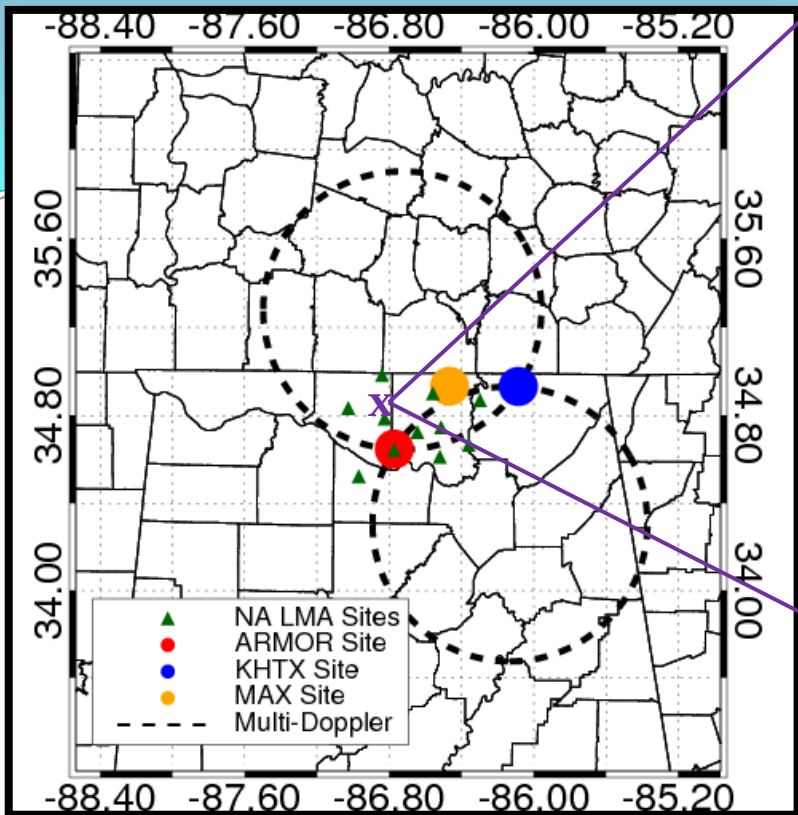 -88.40 -87.60 -86.80 -86.00 -85.20
35.60
35.60
34.80
34.80
X
34.00
34.00
NA LMA Sites
ARMOR Site
KHTX Site
MAX Site
Multi-Doppler
-88.40 -87.60 -86.80 -86.00 -85.20